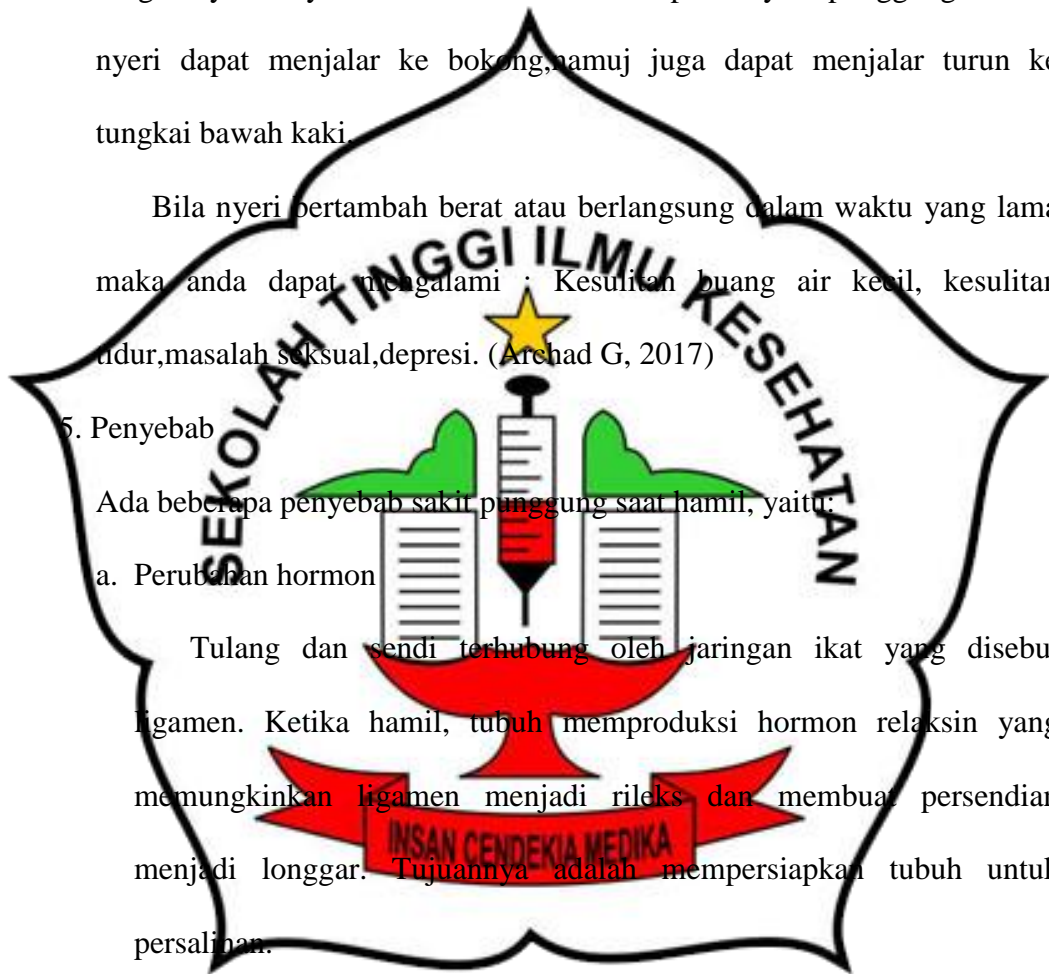 nyeri dapat menjalar ke bokong,namuj juga dapat menjalar turun ke
tungkai bawah kaki.
Bila nyeri bertambah berat atau berlangsung dalam waktu yang lama
maka anda dapat mengalami : Kesulitan buang air kecil, kesulitan
tidur,masalah seksual,depresi. (Archad G, 2017)
5. Penyebab
Ada beberapa penyebab sakit punggung saat hamil, yaitu:
a. Perubahan hormon
Tulang dan sendi terhubung oleh jaringan ikat yang disebu
ligamen. Ketika hamil, tubuh memproduksi hormon relaksin yang
memungkinkan ligamen menjadi rileks dan membuat persendian
menjadi longgar. Tujuannya adalah mempersiapkan tubuh untuk
persalinan.
SEKOLAH TINGGI ILMU KESEHATAN
INSAN CENDEKIA MEDIKA